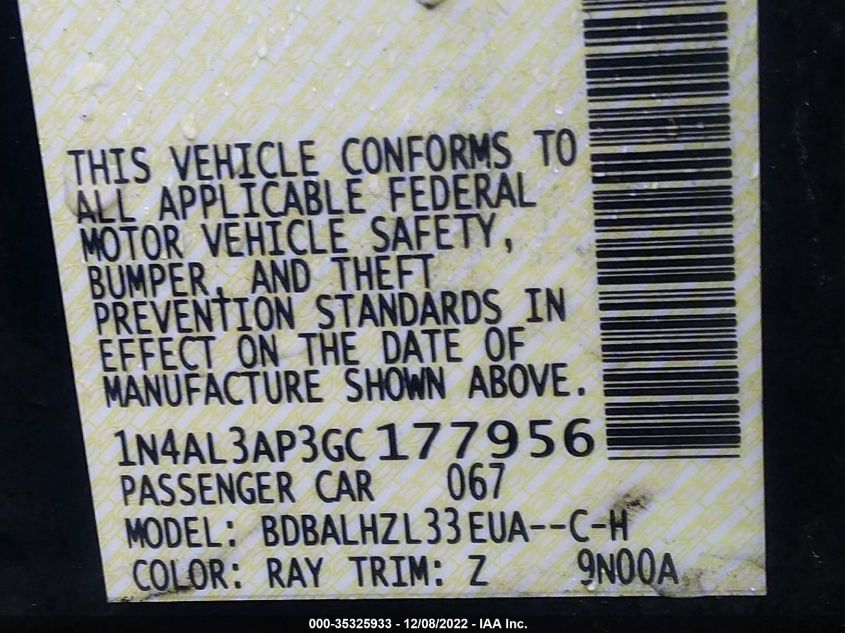 THIS VEHICLE CONFORMS TO
ALL APPLICABLE FEDERAL
MOTOR VEHICLE SAFETY,
BUMPER, AND THEFT
PREVENTION STANDARDS IN
EFFECT ON THE DATE OF
MANUFACTURE SHOWN ABOVE.
1N4AL3AP3GC177956
PASSENGER CAR 067
MODEL: BDBALHZL33EUA--C-H
COLOR: RAY TRIM: Z 9N00A
000-35325933 - 12/08/2022 - IAA Inc.